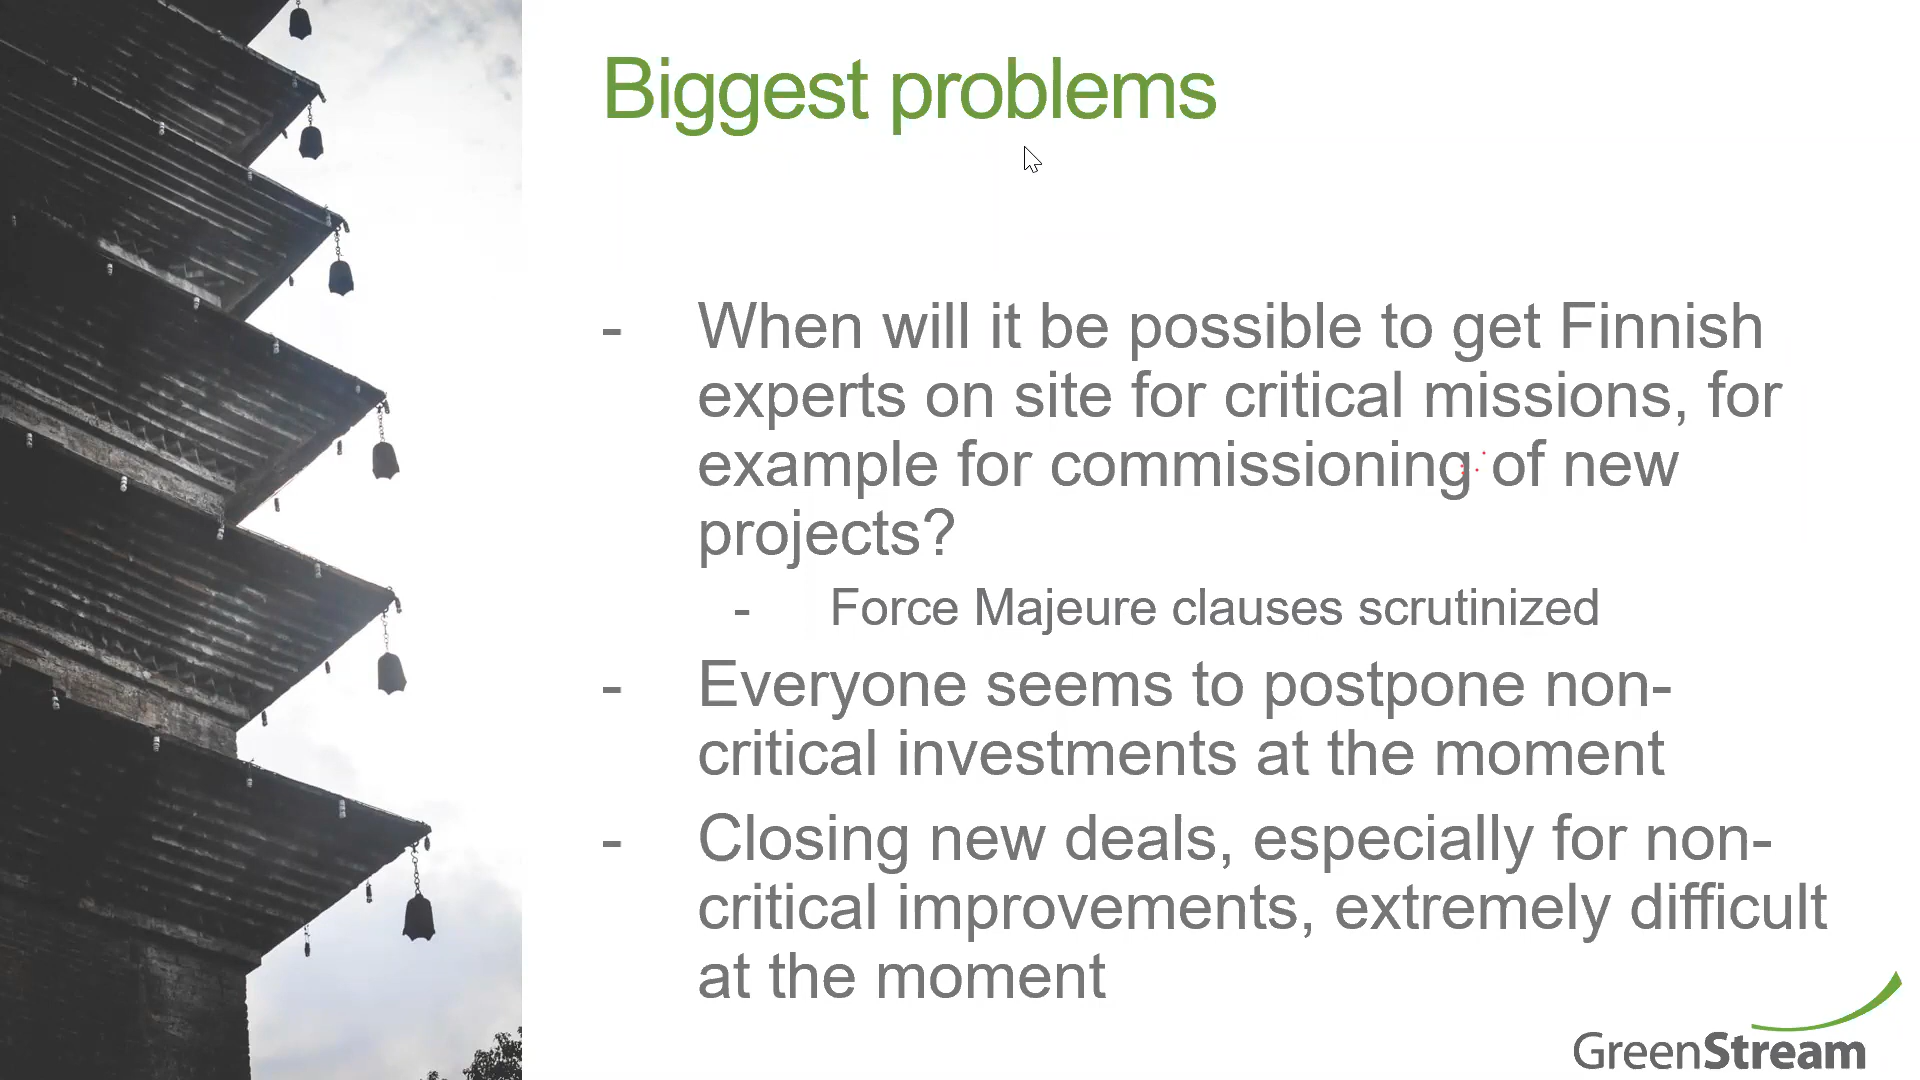 Biggest problems
- When will it be possible to get Finnish
experts on site for critical missions, for
example for commissioning of new
projects?
- Force Majeure clauses scrutinized
- Everyone seems to postpone non-
critical investments at the moment
- Closing new deals, especially for non-
critical improvements, extremely difficult
at the moment
GreenStream